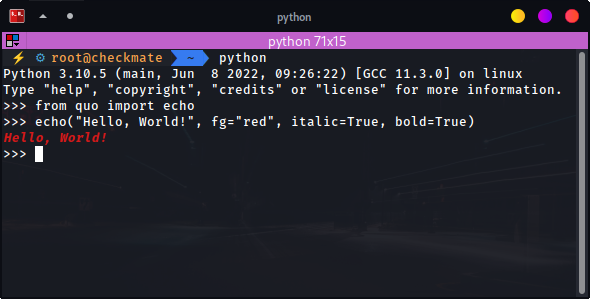 python
python 71x15
root@checkmate ~ python
Python 3.10.5 (main, Jun  8 2022, 09:26:22) [GCC 11.3.0] on linux
Type "help", "copyright", "credits" or "license" for more information.
>>> from quo import echo
>>> echo("Hello, World!", fg="red", italic=True, bold=True)
Hello, World!
>>>